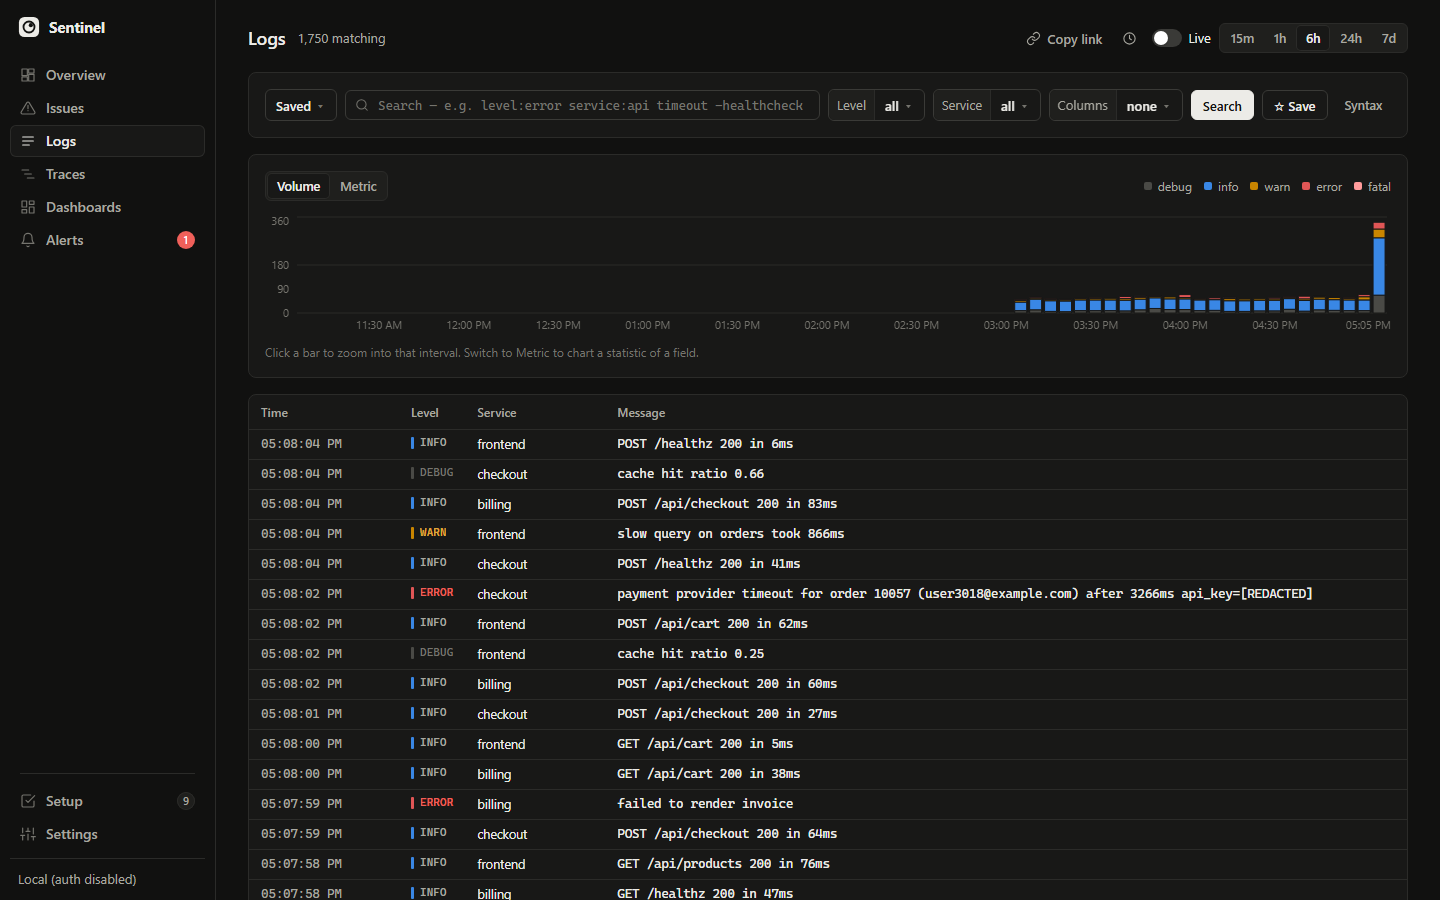 Sentinel
Overview
Issues
Logs
Traces
Dashboards
Alerts 1
Setup 9
Settings
Local (auth disabled)
Logs 1,750 matching
Copy link Live 15m 1h 6h 24h 7d
Saved Search — e.g. level:error service:api timeout -healthcheck Level all Service all Columns none Search ☆ Save Syntax
Volume Metric debug info warn error fatal
360
180
90
0
11:30 AM 12:00 PM 12:30 PM 01:00 PM 01:30 PM 02:00 PM 02:30 PM 03:00 PM 03:30 PM 04:00 PM 04:30 PM 05:05 PM
Click a bar to zoom into that interval. Switch to Metric to chart a statistic of a field.
Time Level Service Message
05:08:04 PM INFO frontend POST /healthz 200 in 6ms
05:08:04 PM DEBUG checkout cache hit ratio 0.66
05:08:04 PM INFO billing POST /api/checkout 200 in 83ms
05:08:04 PM WARN frontend slow query on orders took 866ms
05:08:04 PM INFO checkout POST /healthz 200 in 41ms
05:08:02 PM ERROR checkout payment provider timeout for order 10057 (user3018@example.com) after 3266ms api_key=[REDACTED]
05:08:02 PM INFO frontend POST /api/cart 200 in 62ms
05:08:02 PM DEBUG frontend cache hit ratio 0.25
05:08:02 PM INFO billing POST /api/checkout 200 in 60ms
05:08:01 PM INFO checkout POST /api/checkout 200 in 27ms
05:08:00 PM INFO frontend GET /api/cart 200 in 5ms
05:08:00 PM INFO billing GET /api/cart 200 in 38ms
05:07:59 PM ERROR billing failed to render invoice
05:07:59 PM INFO checkout POST /api/checkout 200 in 64ms
05:07:58 PM INFO frontend GET /api/products 200 in 76ms
05:07:58 PM INFO billing GET /healthz 200 in 47ms